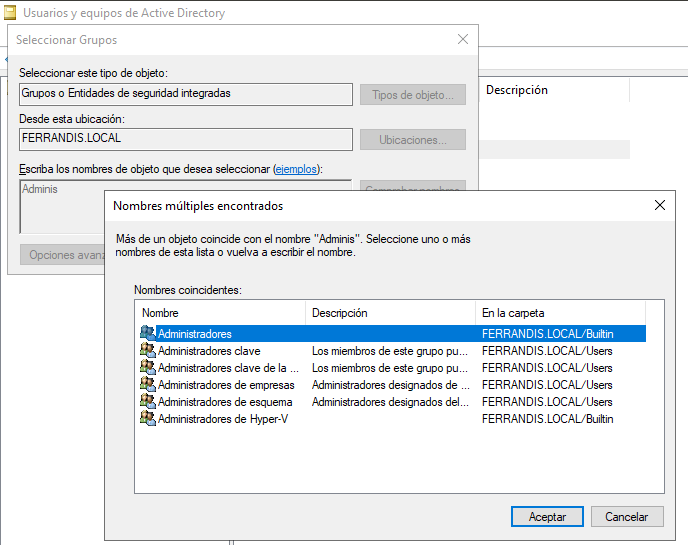 Usuarios y equipos de Active Directory
Seleccionar Grupos
Seleccionar este tipo de objeto:
Grupos o Entidades de seguridad integradas
Tipos de objeto...
Descripción
Desde esta ubicación:
FERRANDIS.LOCAL
Ubicaciones...
Escriba los nombres de objeto que desea seleccionar (ejemplos):
Adminis
Opciones avanz
Nombres múltiples encontrados
Más de un objeto coincide con el nombre "Adminis". Seleccione uno o más
nombres de esta lista o vuelva a escribir el nombre.
Nombres coincidentes:
Nombre Descripción En la carpeta
Administradores FERRANDIS.LOCAL/Builtin
Administradores clave Los miembros de este grupo pu... FERRANDIS.LOCAL/Users
Administradores clave de la ... Los miembros de este grupo pu... FERRANDIS.LOCAL/Users
Administradores de empresas Administradores designados de ... FERRANDIS.LOCAL/Users
Administradores de esquema Administradores designados del... FERRANDIS.LOCAL/Users
Administradores de Hyper-V FERRANDIS.LOCAL/Builtin
Aceptar Cancelar